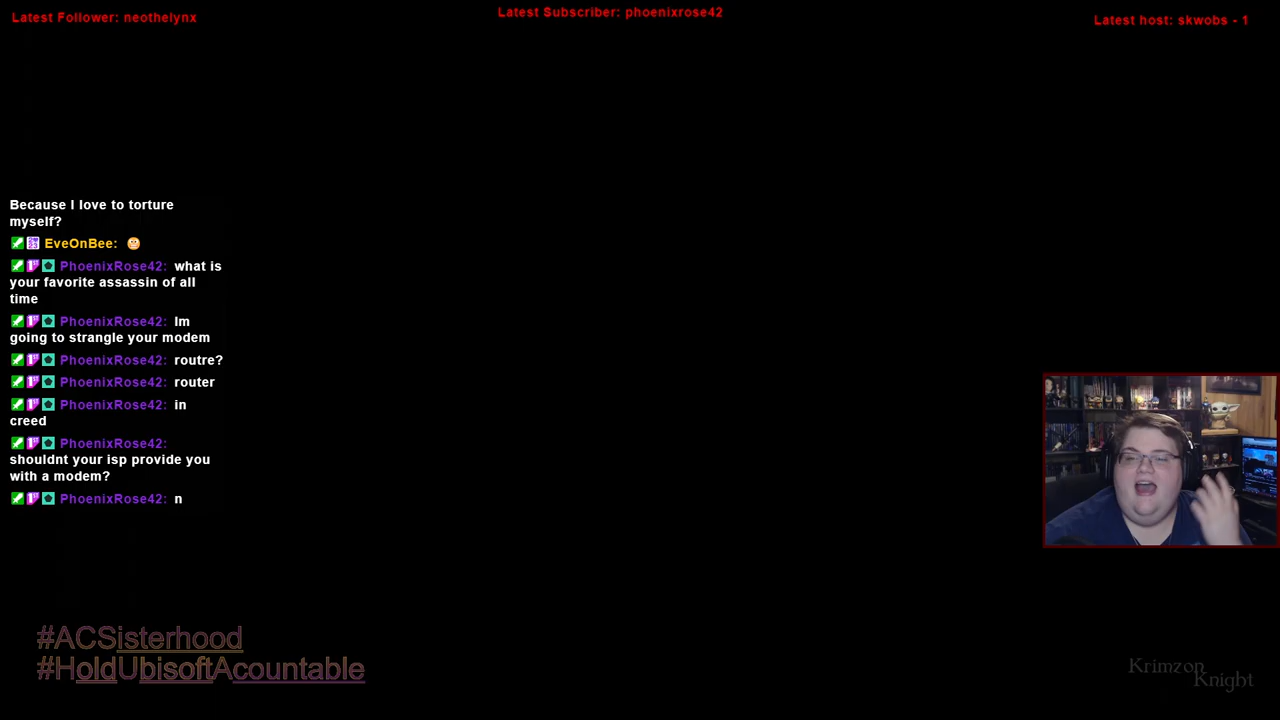 Latest Follower: neothelynx
Latest Subscriber: phoenixrose42
Latest host: skwobs - 1
Because I love to torture
myself?
EveOnBee:
PhoenixRose42: what is
your favorite assassin of all
time
PhoenixRose42: Im
going to strangle your modem
PhoenixRose42: routre?
PhoenixRose42: router
PhoenixRose42: in
creed
PhoenixRose42:
shouldnt your isp provide you
with a modem?
PhoenixRose42: n
#ACSisterhood
#HoldUbisoftAcountable
Krimzon
Knight